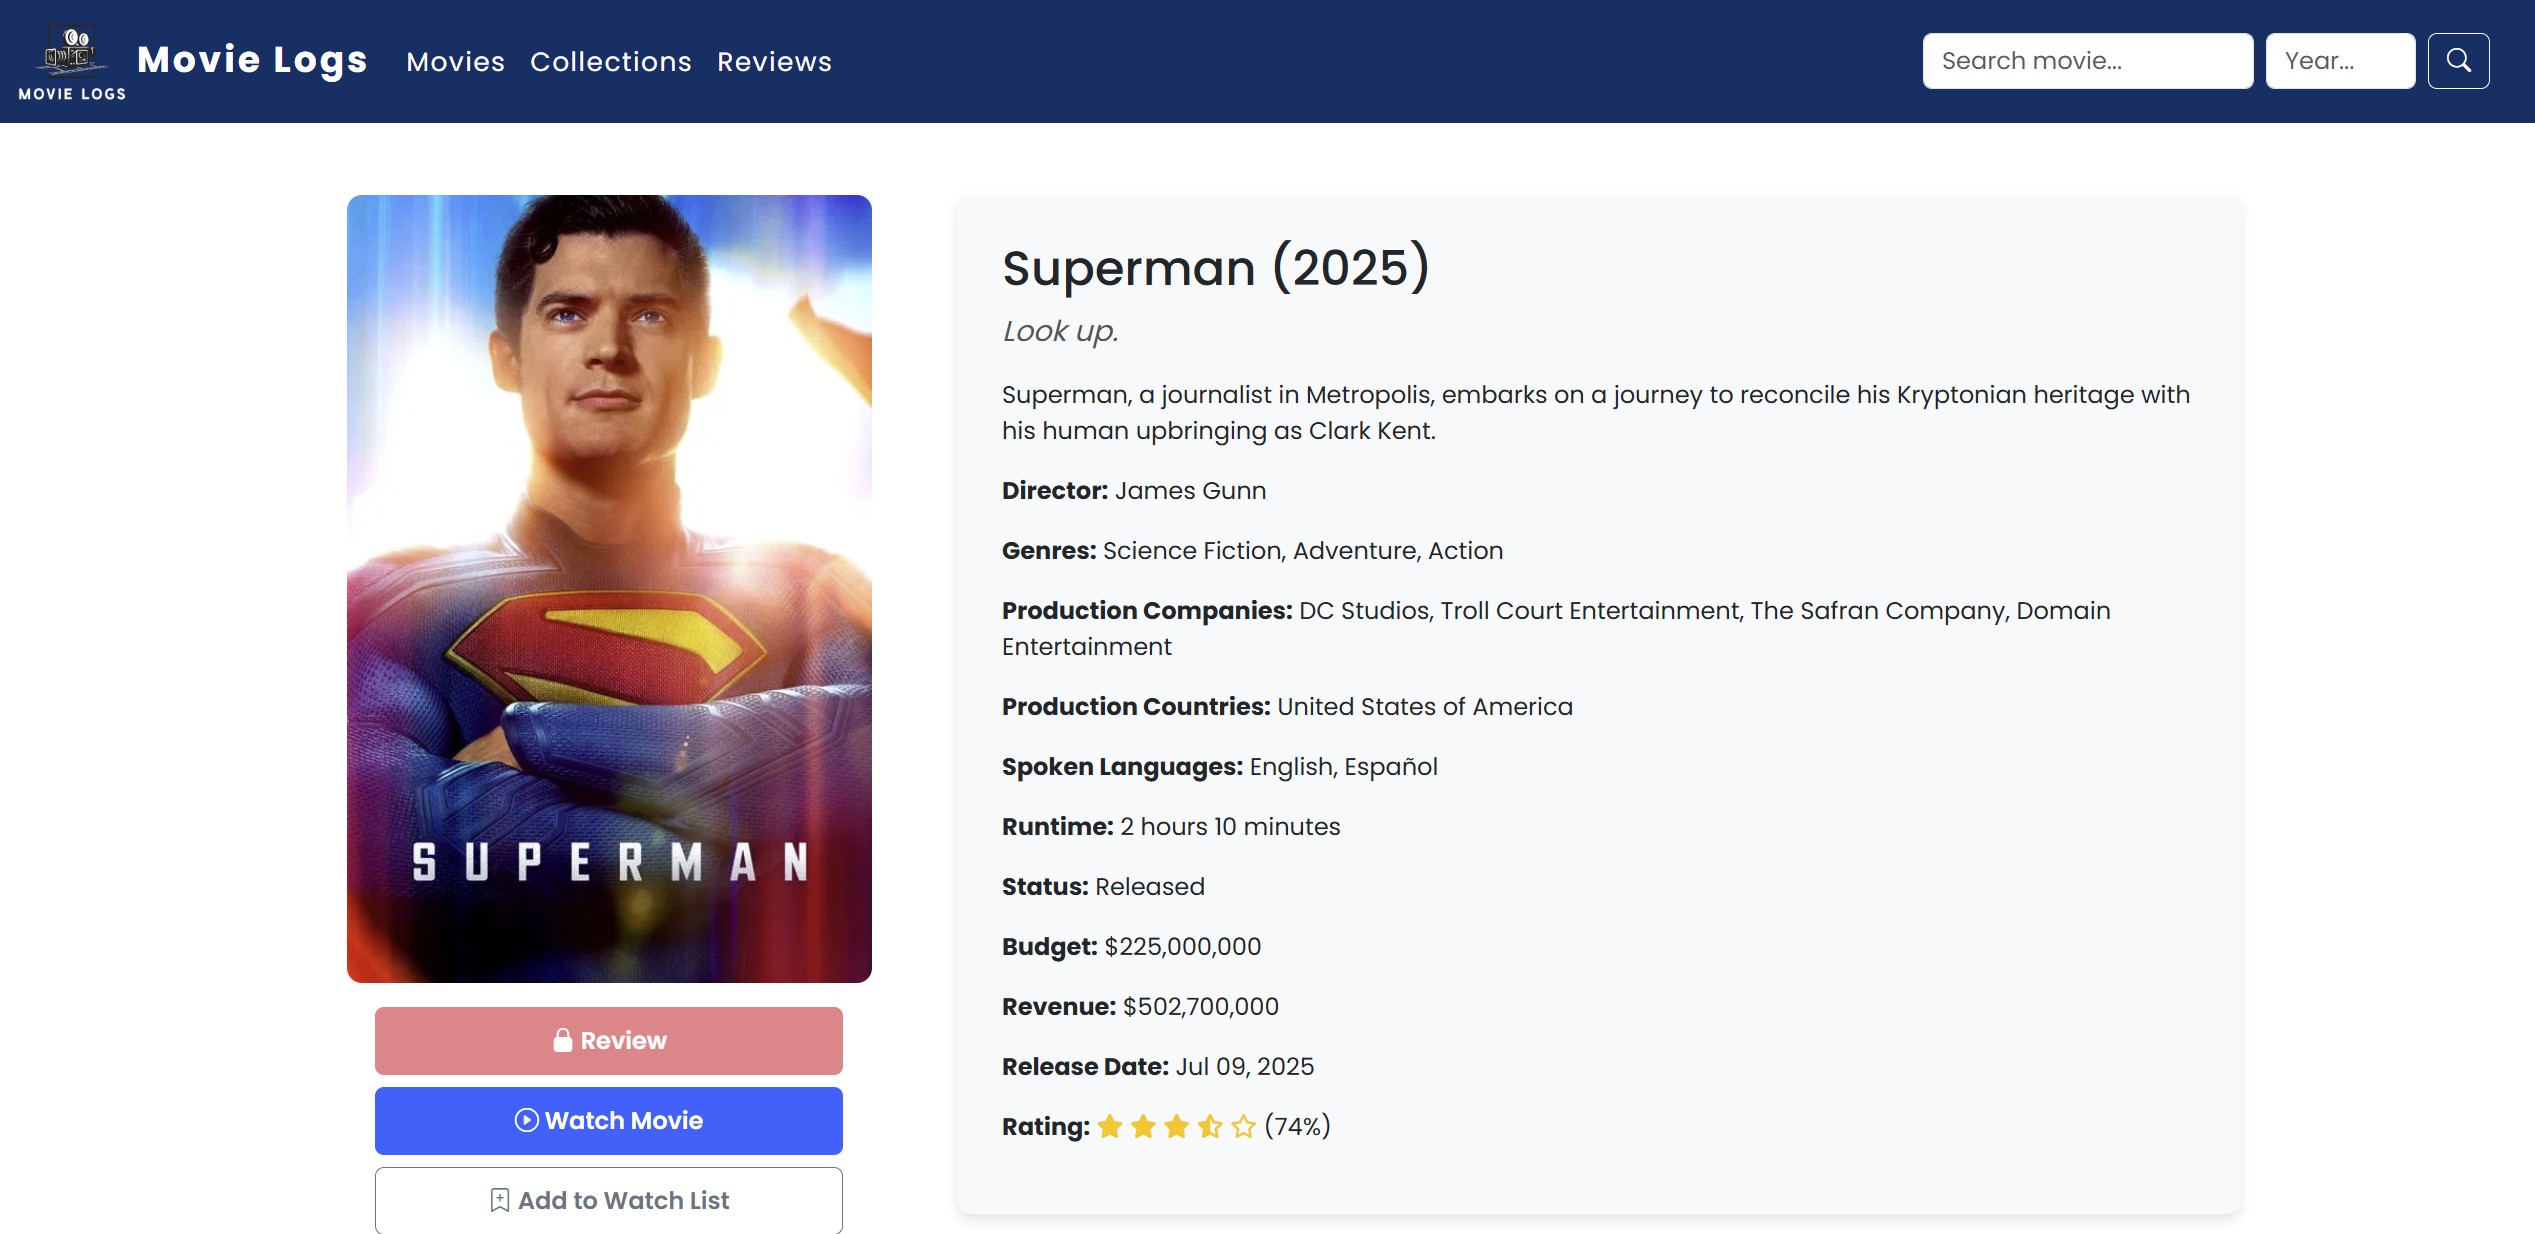 MOVIE LOGS
Movie Logs
Movies
Collections
Reviews
Search movie...
Year...
SUPERMAN
Review
Watch Movie
Add to Watch List
Superman (2025)
Look up.
Superman, a journalist in Metropolis, embarks on a journey to reconcile his Kryptonian heritage with
his human upbringing as Clark Kent.
Director: James Gunn
Genres: Science Fiction, Adventure, Action
Production Companies: DC Studios, Troll Court Entertainment, The Safran Company, Domain
Entertainment
Production Countries: United States of America
Spoken Languages: English, Español
Runtime: 2 hours 10 minutes
Status: Released
Budget: $225,000,000
Revenue: $502,700,000
Release Date: Jul 09, 2025
Rating: (74%)